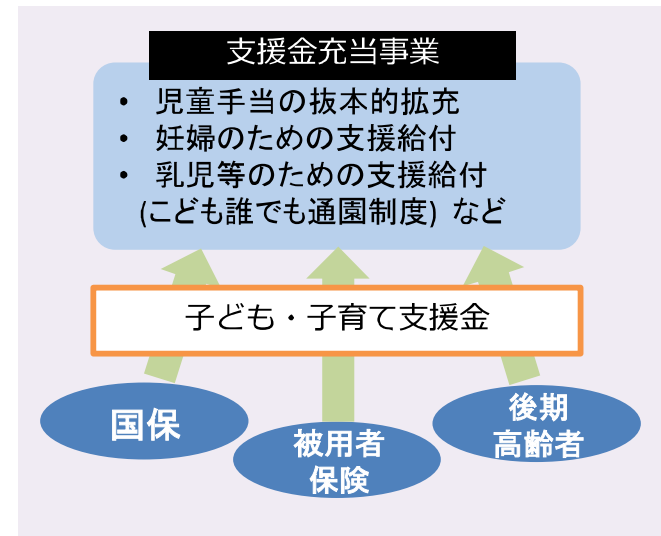 支援金充当事業
• 児童手当の抜本的拡充
• 妊婦のための支援給付
• 乳児等のための支援給付
(こども誰でも通園制度) など
子ども・子育て支援金
国保
被用者
保険
後期
高齢者